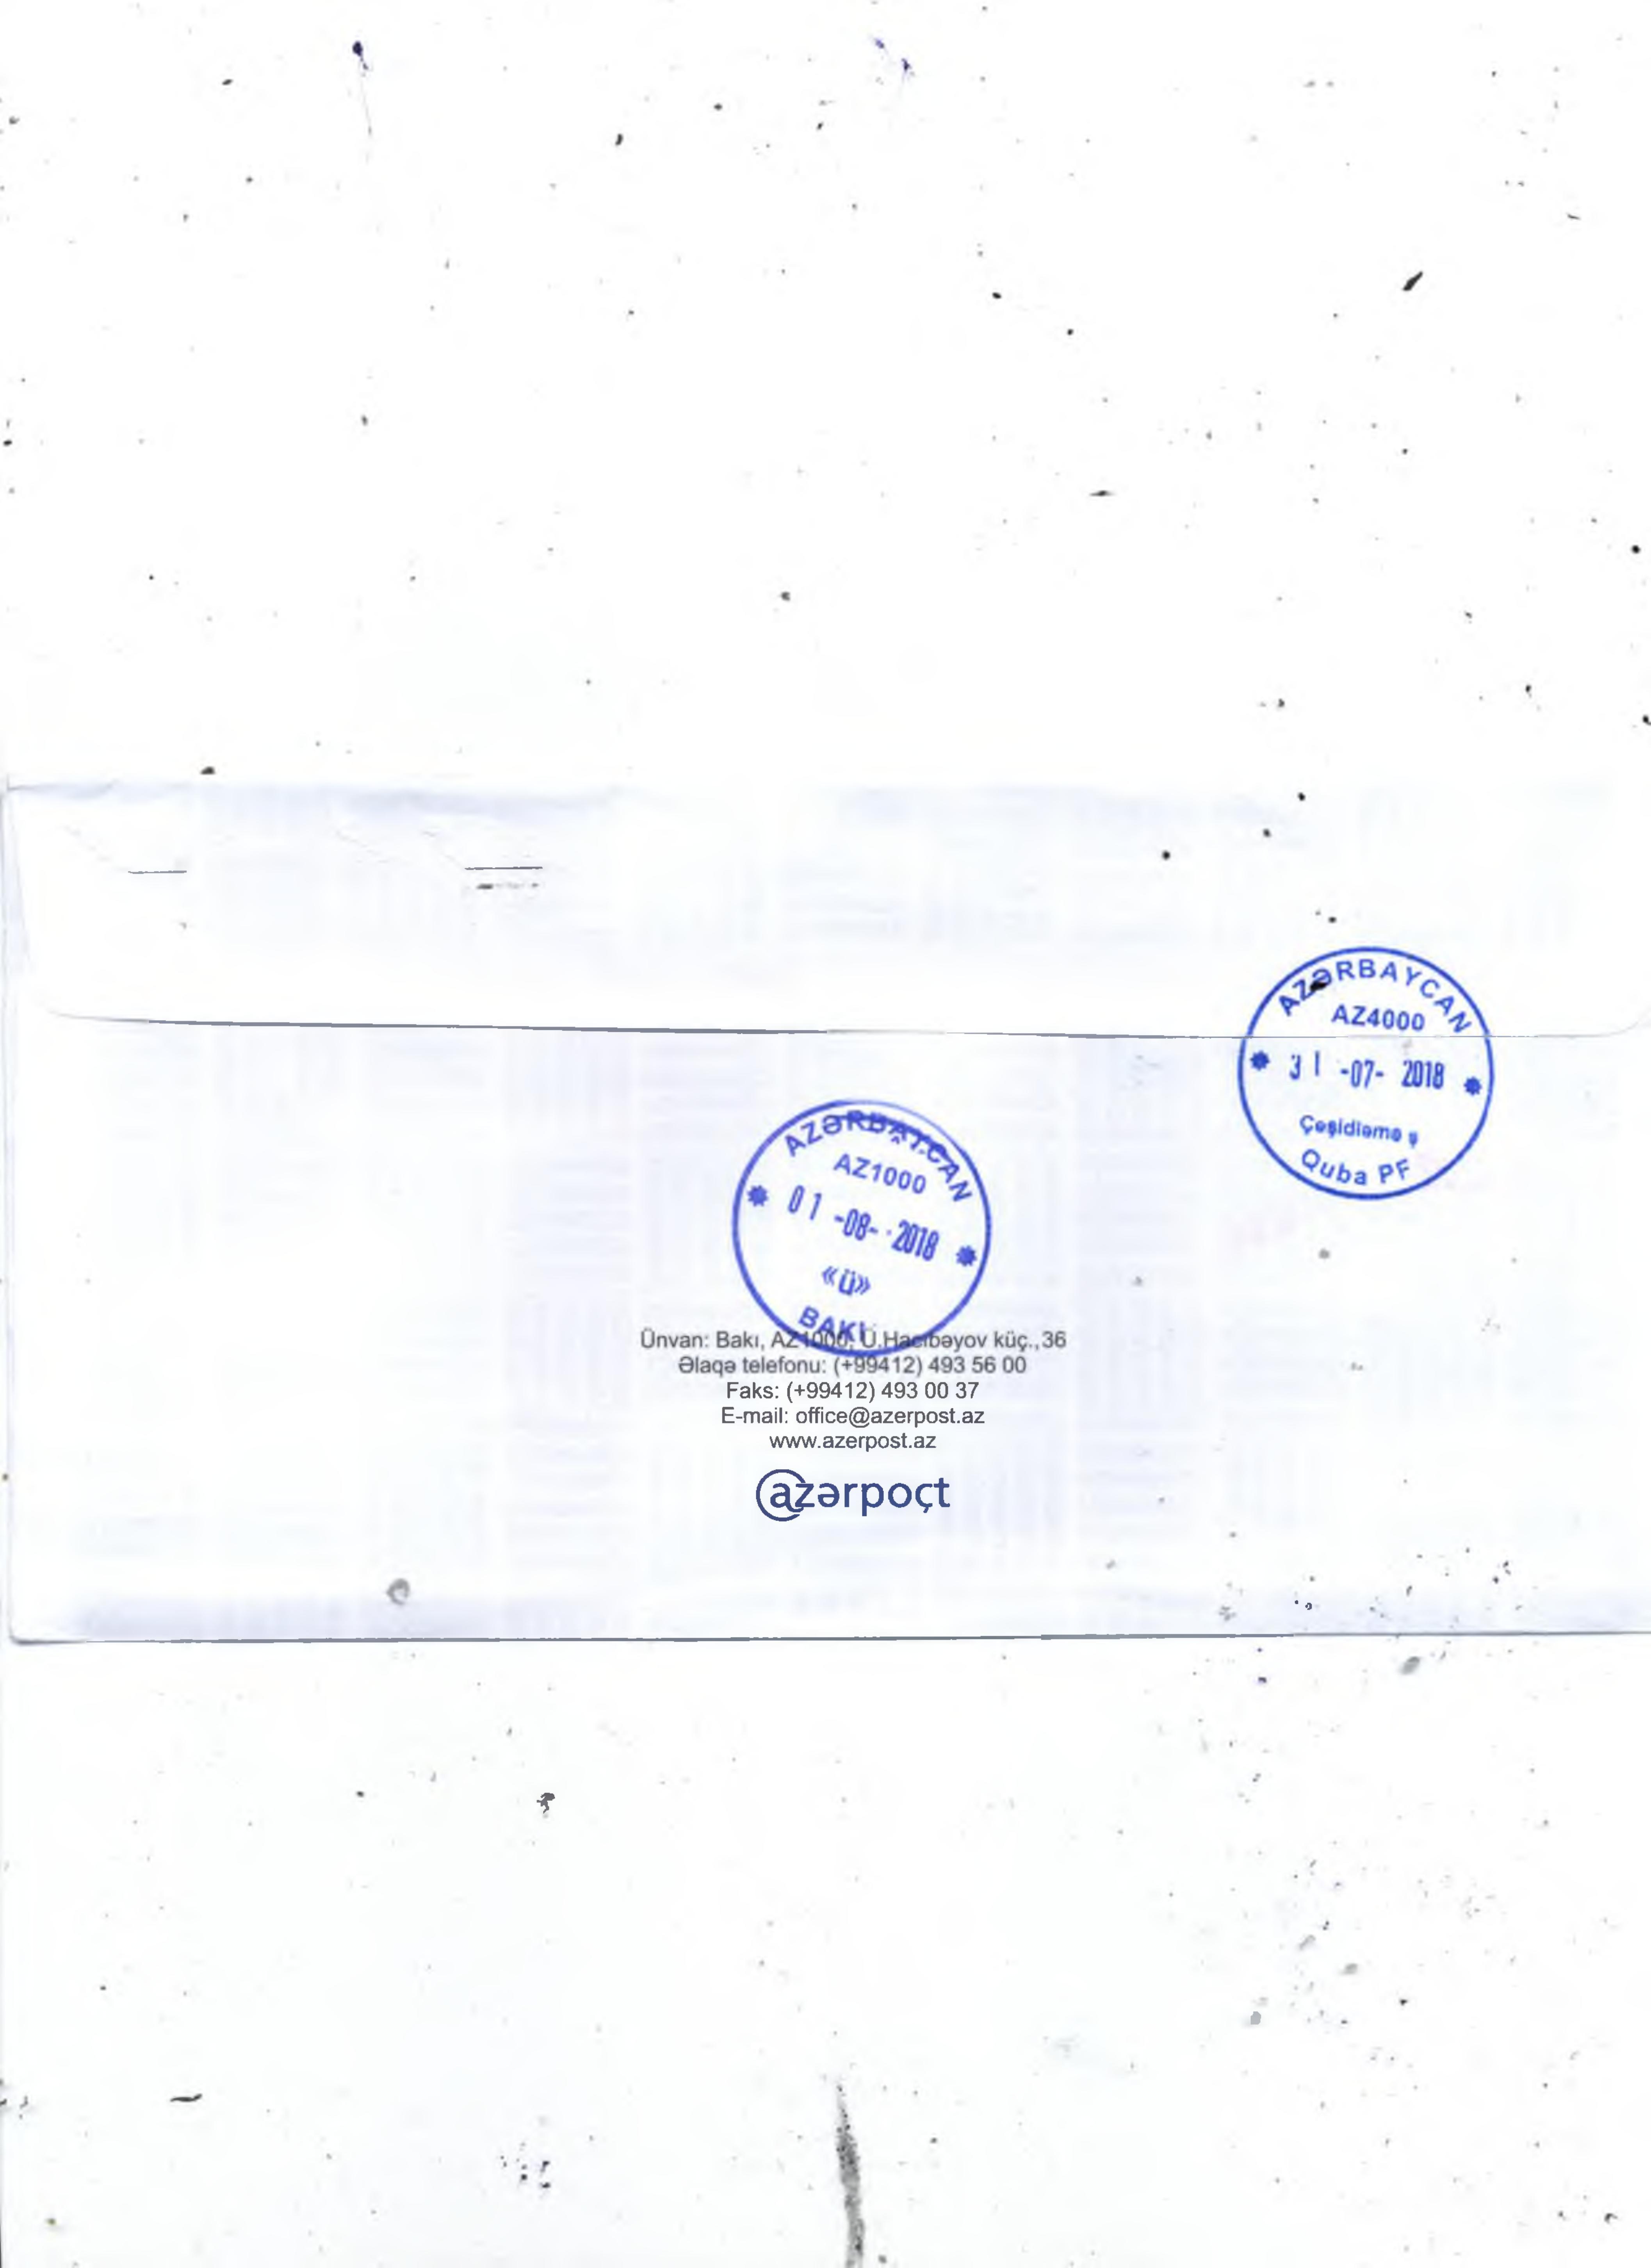 AZƏRBAYCAN
AZ4000
31 -07- 2018
Çeşidləmə ş
Quba PF
AZƏRBAYCAN
AZ1000
01 -08- 2018
«Ü»
BAKI
Ünvan: Bakı, AZ1000, Ü.Hacıbəyov küç.,36
Əlaqə telefonu: (+99412) 493 56 00
Faks: (+99412) 493 00 37
E-mail: office@azerpost.az
www.azerpost.az
@zərpoçt